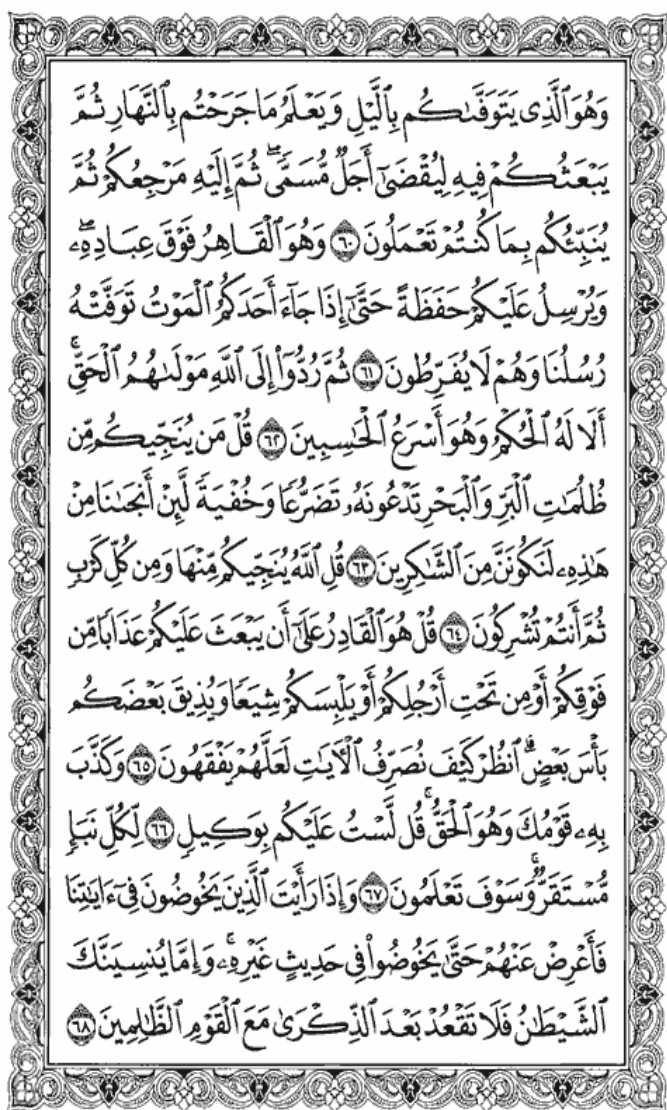 وَهُوَ ٱلَّذِى يَتَوَفَّىٰكُم بِٱلَّيْلِ وَيَعْلَمُ مَا جَرَحْتُم بِٱلنَّهَارِ ثُمَّ
يَبْعَثُكُمْ فِيهِ لِيُقْضَىٰٓ أَجَلٌ مُّسَمًّى ۖ ثُمَّ إِلَيْهِ مَرْجِعُكُمْ ثُمَّ
يُنَبِّئُكُم بِمَا كُنتُمْ تَعْمَلُونَ ٦٠ وَهُوَ ٱلْقَاهِرُ فَوْقَ عِبَادِهِۦ ۖ
وَيُرْسِلُ عَلَيْكُمْ حَفَظَةً حَتَّىٰٓ إِذَا جَآءَ أَحَدَكُمُ ٱلْمَوْتُ تَوَفَّتْهُ
رُسُلُنَا وَهُمْ لَا يُفَرِّطُونَ ٦١ ثُمَّ رُدُّوٓا۟ إِلَى ٱللَّهِ مَوْلَىٰهُمُ ٱلْحَقِّ ۚ
أَلَا لَهُ ٱلْحُكْمُ وَهُوَ أَسْرَعُ ٱلْحَٰسِبِينَ ٦٢ قُلْ مَن يُنَجِّيكُم مِّن
ظُلُمَٰتِ ٱلْبَرِّ وَٱلْبَحْرِ تَدْعُونَهُۥ تَضَرُّعًا وَخُفْيَةً لَّئِنْ أَنجَىٰنَا مِنْ
هَٰذِهِۦ لَنَكُونَنَّ مِنَ ٱلشَّٰكِرِينَ ٦٣ قُلِ ٱللَّهُ يُنَجِّيكُم مِّنْهَا وَمِن كُلِّ كَرْبٍ
ثُمَّ أَنتُمْ تُشْرِكُونَ ٦٤ قُلْ هُوَ ٱلْقَادِرُ عَلَىٰٓ أَن يَبْعَثَ عَلَيْكُمْ عَذَابًا مِّن
فَوْقِكُمْ أَوْ مِن تَحْتِ أَرْجُلِكُمْ أَوْ يَلْبِسَكُمْ شِيَعًا وَيُذِيقَ بَعْضَكُم
بَأْسَ بَعْضٍ ۗ ٱنظُرْ كَيْفَ نُصَرِّفُ ٱلْءَايَٰتِ لَعَلَّهُمْ يَفْقَهُونَ ٦٥ وَكَذَّبَ
بِهِۦ قَوْمُكَ وَهُوَ ٱلْحَقُّ ۚ قُل لَّسْتُ عَلَيْكُم بِوَكِيلٍ ٦٦ لِّكُلِّ نَبَإٍ
مُّسْتَقَرٌّ ۚ وَسَوْفَ تَعْلَمُونَ ٦٧ وَإِذَا رَأَيْتَ ٱلَّذِينَ يَخُوضُونَ فِىٓ ءَايَٰتِنَا
فَأَعْرِضْ عَنْهُمْ حَتَّىٰ يَخُوضُوا۟ فِى حَدِيثٍ غَيْرِهِۦ ۚ وَإِمَّا يُنسِيَنَّكَ
ٱلشَّيْطَٰنُ فَلَا تَقْعُدْ بَعْدَ ٱلذِّكْرَىٰ مَعَ ٱلْقَوْمِ ٱلظَّٰلِمِينَ ٦٨